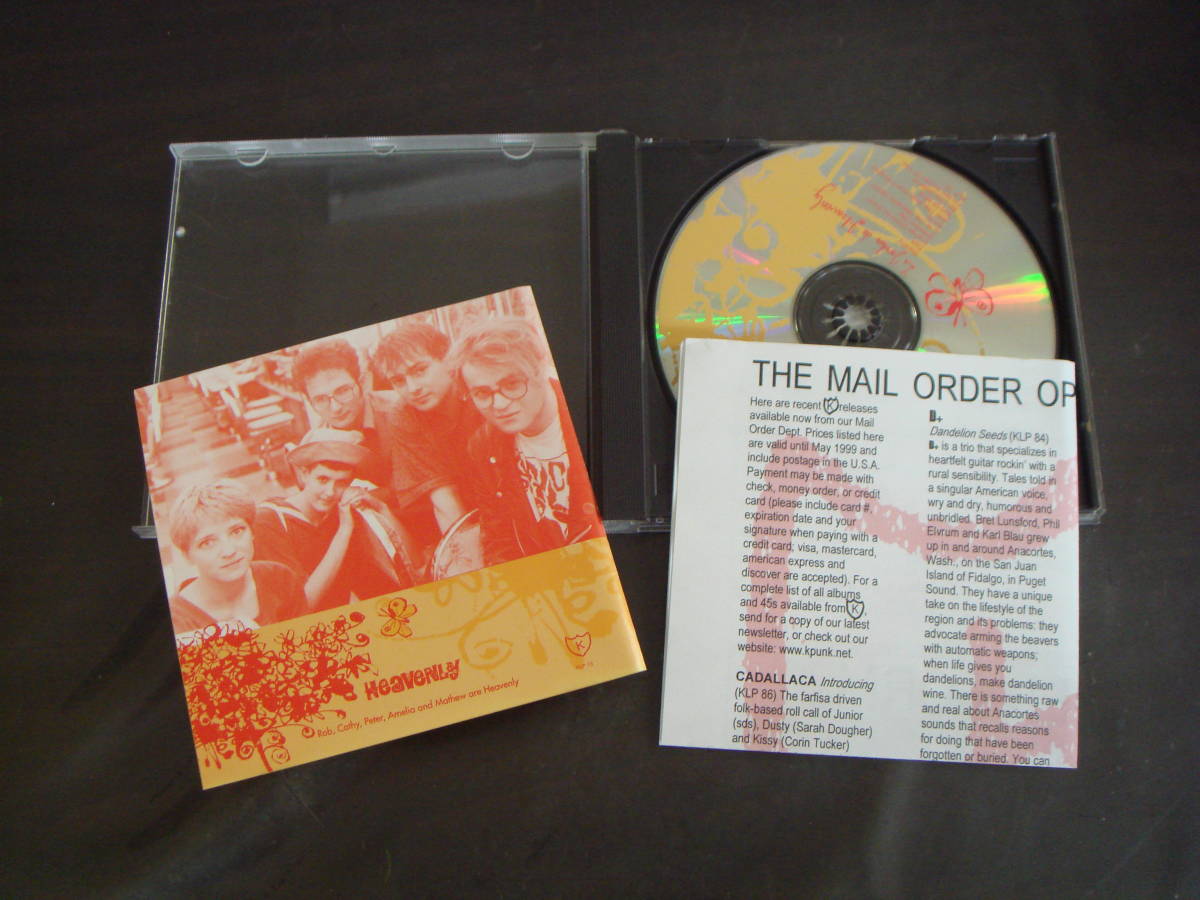 Heavenly
Rob, Cathy, Peter, Amelia and Mathew are Heavenly
K
THE MAIL ORDER OP
Here are recent K releases
available now from our Mail
Order Dept. Prices listed here
are valid until May 1999 and
include postage in the U.S.A.
Payment may be made with
check, money order, or credit
card (please include card #,
expiration date and your
signature when paying with a
credit card; visa, mastercard,
american express and
discover are accepted). For a
complete list of all albums
and 45s available from K,
send for a copy of our latest
newsletter, or check out our
website: www.kpunk.net.
CADALLACA Introducing
(KLP 86) The farfisa driven
folk-based roll call of Junior
(sds), Dusty (Sarah Dougher)
and Kissy (Corin Tucker)
B+
Dandelion Seeds (KLP 84)
B+ is a trio that specializes in
heartfelt guitar rockin' with a
rural sensibility. Tales told in
a singular American voice,
wry and dry, humorous and
unbridled. Bret Lunsford, Phil
Elvrum and Karl Blau grew
up in and around Anacortes,
Wash., on the San Juan
Island of Fidalgo, in Puget
Sound. They have a unique
take on the lifestyle of the
region and its problems: they
advocate arming the beavers
with automatic weapons;
when life gives you
dandelions, make dandelion
wine. There is something raw
and real about Anacortes
sounds that recalls reasons
for doing that have been
forgotten or buried. You can